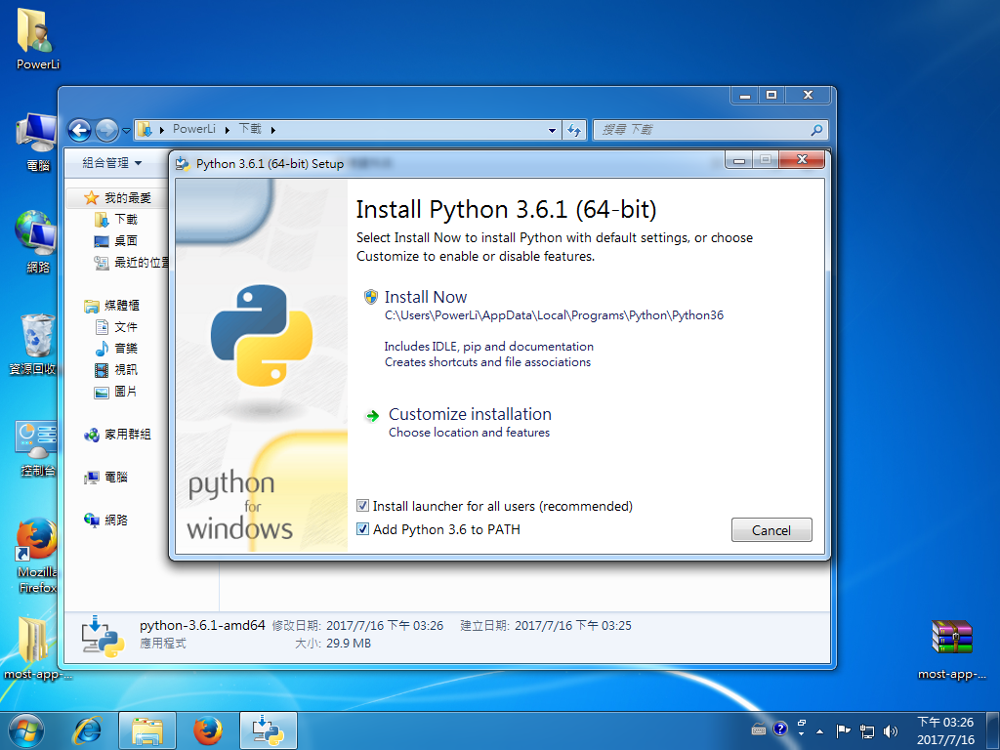 PowerLi
電腦
網路
資源回收
控制台
Mozilla
Firefox
most-app-...
PowerLi
下載
搜尋 下載
組合管理
我的最愛
下載
桌面
最近的位置
媒體櫃
文件
音樂
視訊
圖片
家用群組
電腦
網路
Python 3.6.1 (64-bit) Setup
Install Python 3.6.1 (64-bit)
Select Install Now to install Python with default settings, or choose
Customize to enable or disable features.
Install Now
C:\Users\PowerLi\AppData\Local\Programs\Python\Python36
Includes IDLE, pip and documentation
Creates shortcuts and file associations
Customize installation
Choose location and features
python
for
windows
Install launcher for all users (recommended)
Add Python 3.6 to PATH
Cancel
python-3.6.1-amd64 修改日期: 2017/7/16 下午 03:26 建立日期: 2017/7/16 下午 03:25
應用程式 大小: 29.9 MB
most-app-...
下午 03:26
2017/7/16